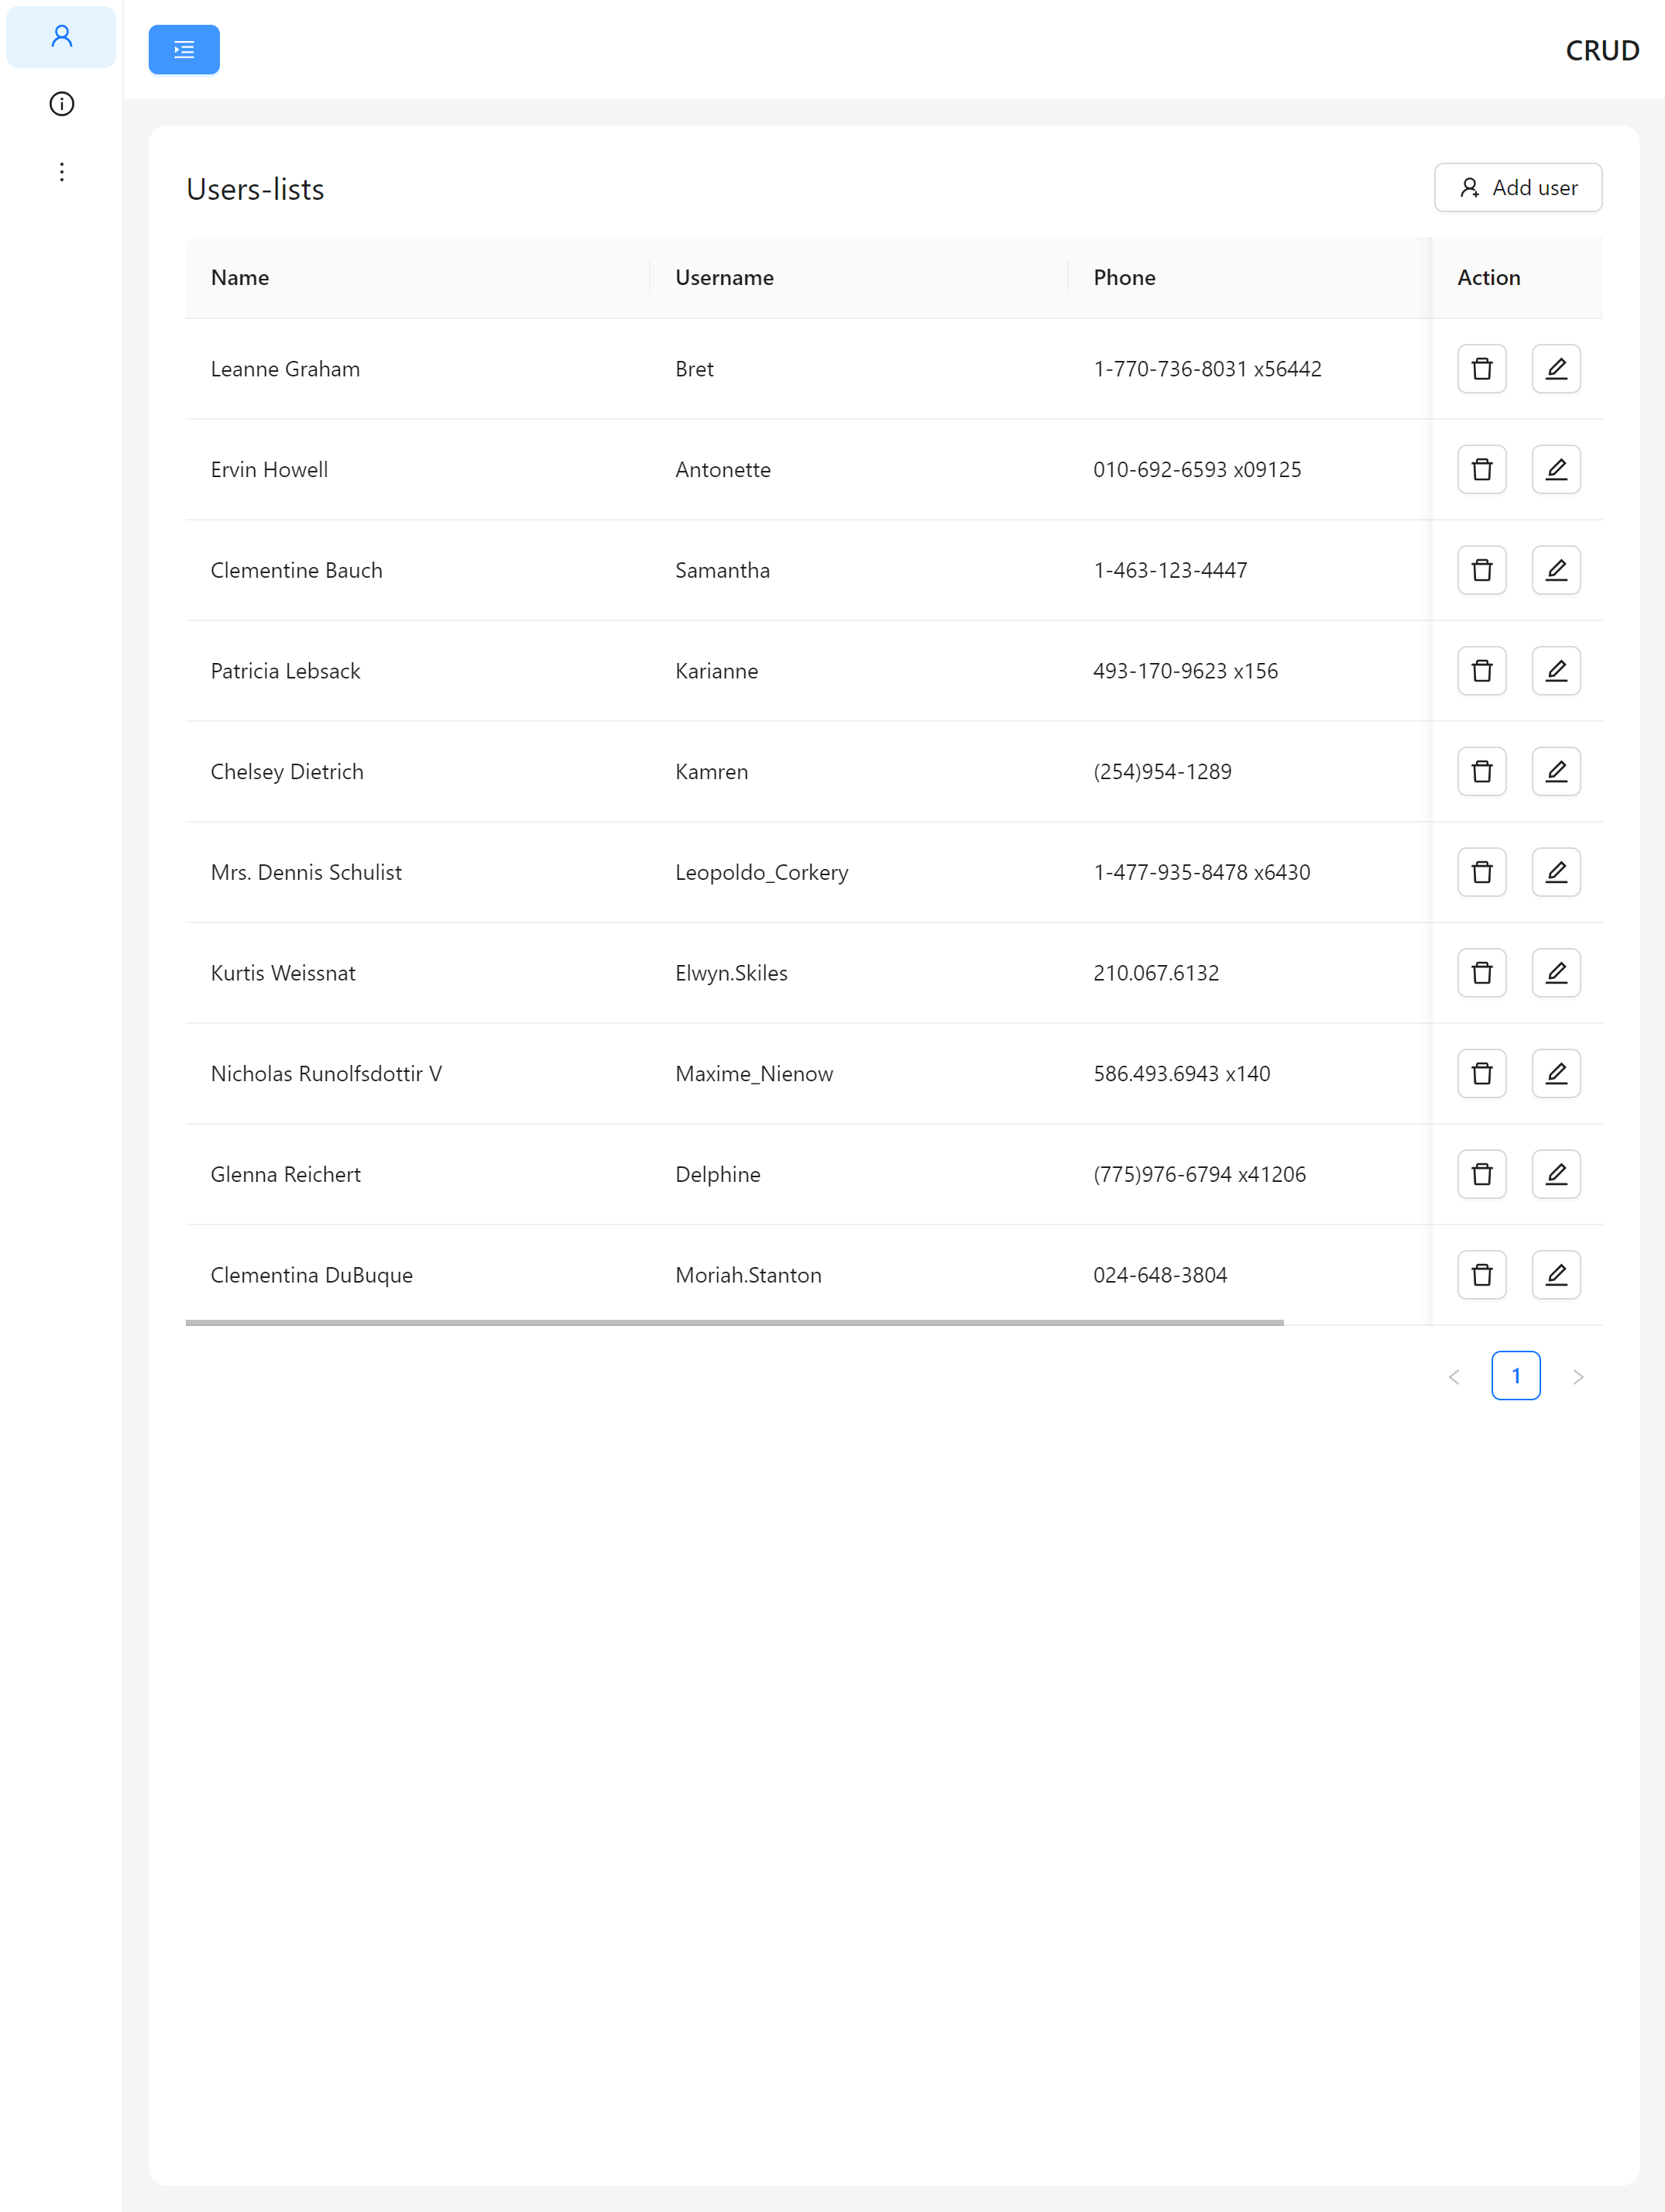 CRUD
Users-lists
Add user
Name Username Phone Action
Leanne Graham Bret 1-770-736-8031 x56442
Ervin Howell Antonette 010-692-6593 x09125
Clementine Bauch Samantha 1-463-123-4447
Patricia Lebsack Karianne 493-170-9623 x156
Chelsey Dietrich Kamren (254)954-1289
Mrs. Dennis Schulist Leopoldo_Corkery 1-477-935-8478 x6430
Kurtis Weissnat Elwyn.Skiles 210.067.6132
Nicholas Runolfsdottir V Maxime_Nienow 586.493.6943 x140
Glenna Reichert Delphine (775)976-6794 x41206
Clementina DuBuque Moriah.Stanton 024-648-3804
1